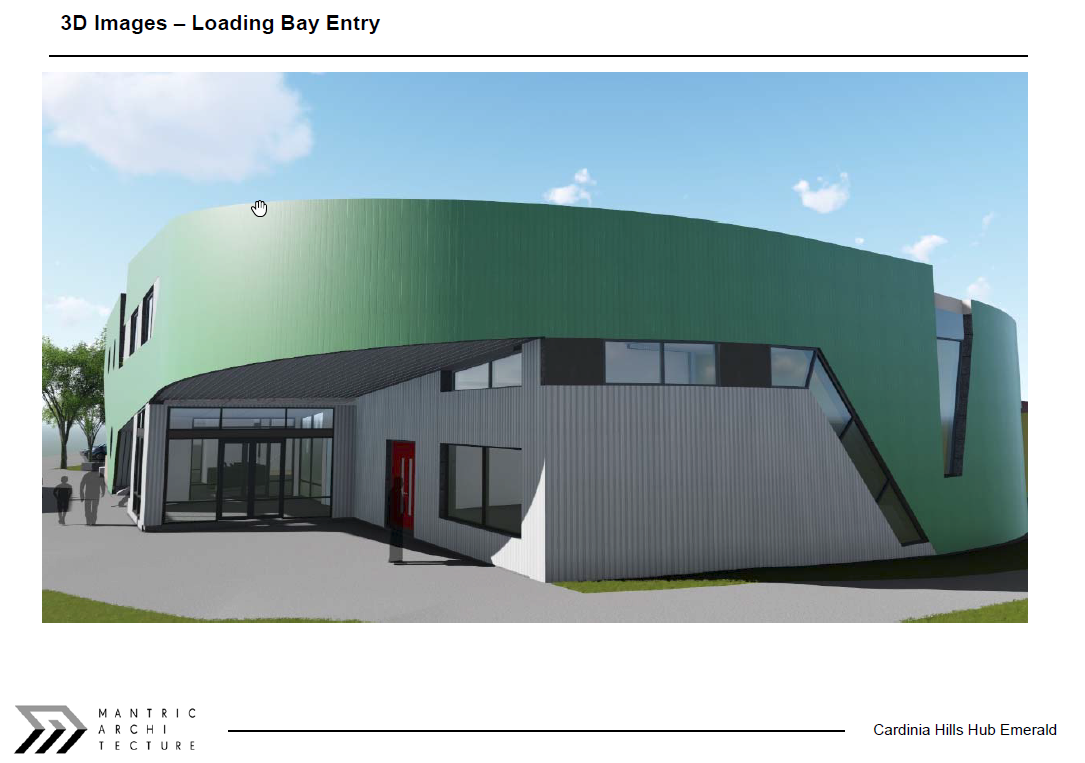 3D Images – Loading Bay Entry
MANTRIC
ARCHI
TECTURE
Cardinia Hills Hub Emerald